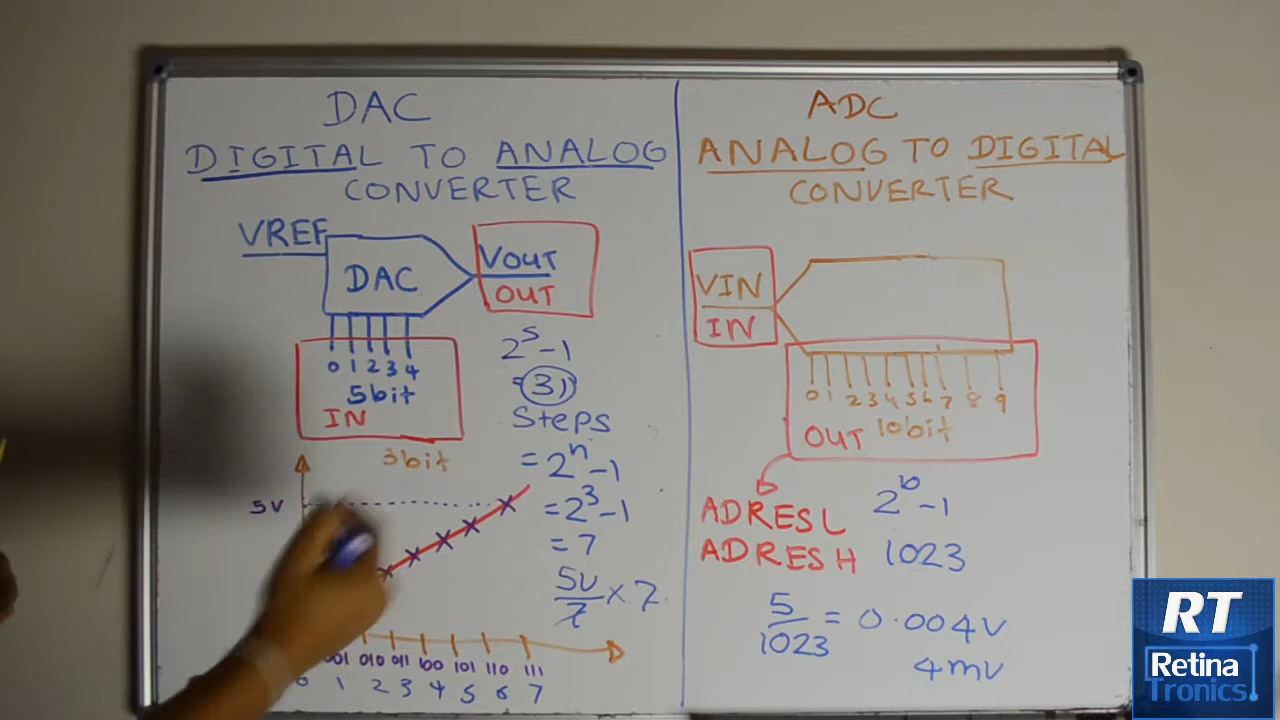 DAC
DIGITAL TO ANALOG
CONVERTER
VREF
DAC
VOUT
OUT
0 1 2 3 4
5bit
IN
2^5-1
=31
Steps
=2^n-1
=2^3-1
=7
5V/7 ×7
3bit
5V
001 010 011 100 101 110 111
0 1 2 3 4 5 6 7
ADC
ANALOG TO DIGITAL
CONVERTER
VIN
IN
0 1 2 3 4 5 6 7 8 9
OUT 10bit
ADRESL
ADRESH
2^10-1
1023
5/1023 = 0.004V
4mV
RT
Retina
Tronics